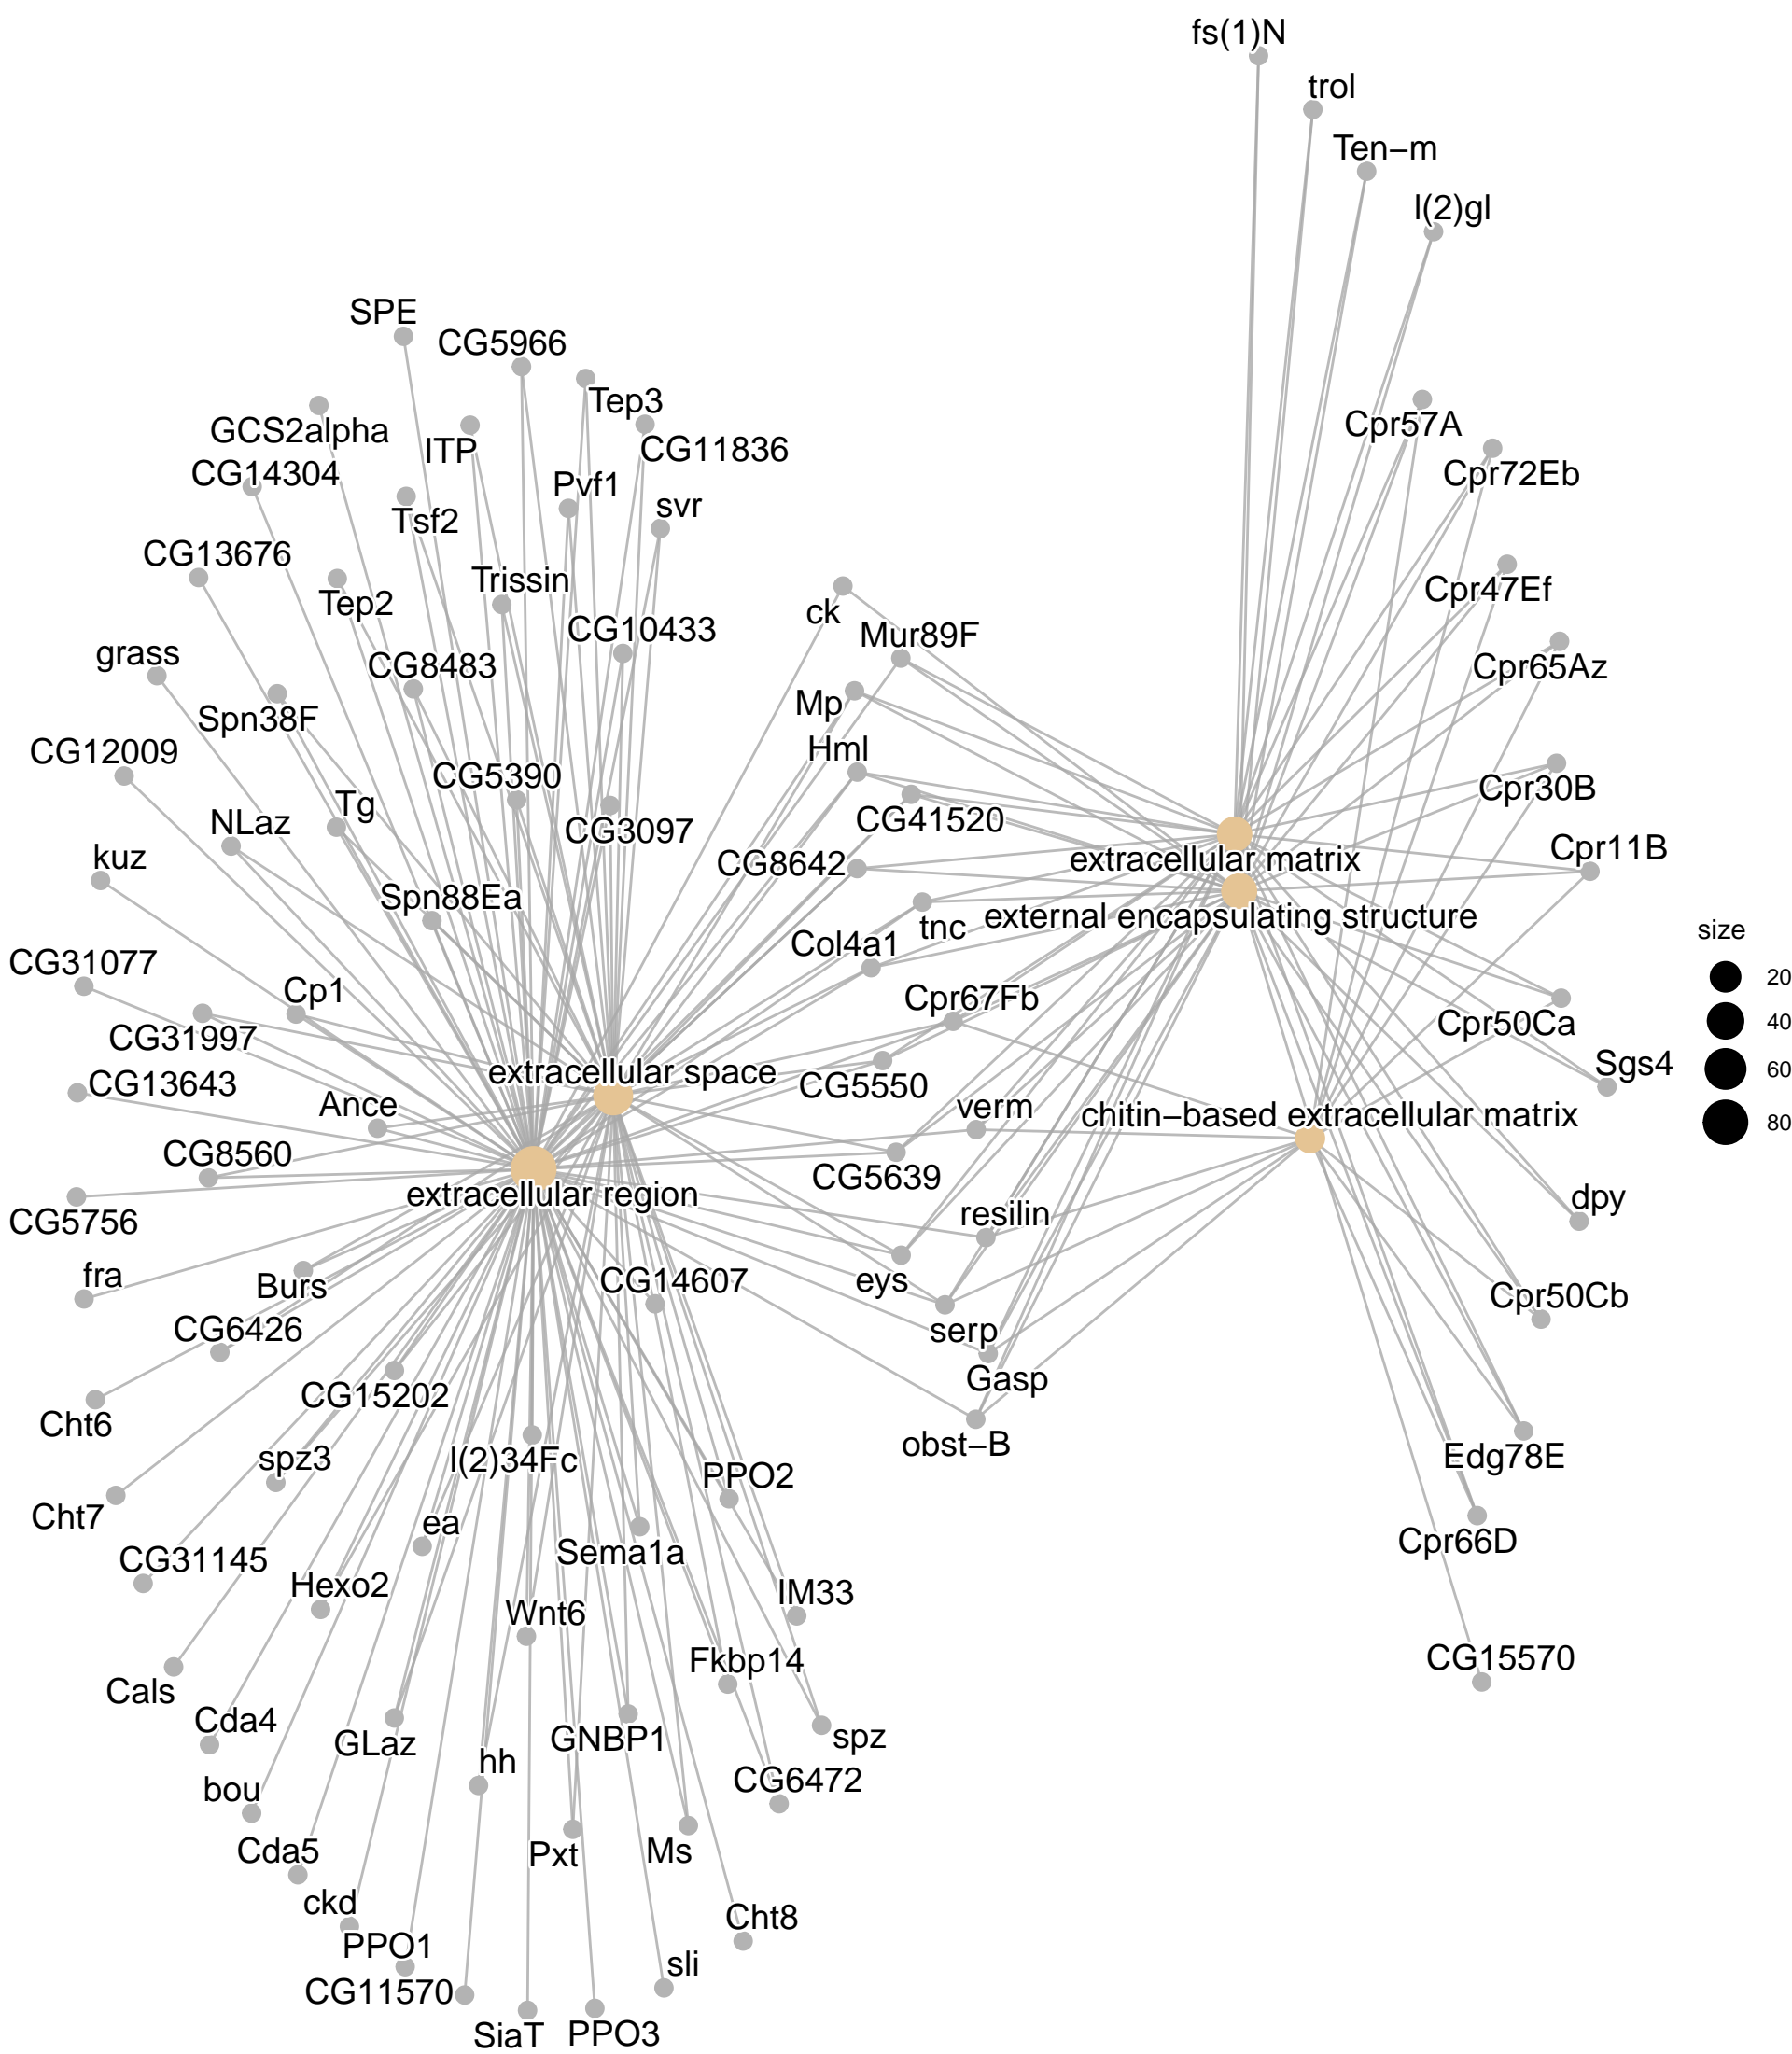 fs(1)N
trol
Ten−m
l(2)gl
SPE
CG5966
Tep3
GCS2alpha
ITP
CG11836
Cpr57A
CG14304
Cpr72Eb
Pvf1
Tsf2
svr
CG13676
Trissin
Cpr47Ef
Tep2
ck
CG10433
Mur89F
grass
CG8483
Cpr65Az
Spn38F
Mp
CG12009
Hml
CG5390
Cpr30B
Tg
NLaz
CG3097
CG41520
kuz
CG8642
extracellular matrix
Cpr11B
Spn88Ea
tnc
external encapsulating structure
size
Col4a1
CG31077
20
Cp1
Cpr67Fb
40
CG31997
Cpr50Ca
extracellular space
Sgs4
60
CG13643
CG5550
Ance
verm
chitin−based extracellular matrix
80
CG8560
CG5639
extracellular region
dpy
CG5756
resilin
fra
Burs
CG14607
eys
Cpr50Cb
CG6426
serp
Gasp
CG15202
Cht6
obst−B
spz3
l(2)34Fc
Edg78E
PPO2
Cht7
ea
Cpr66D
CG31145
Sema1a
Hexo2
IM33
Wnt6
Fkbp14
CG15570
Cals
Cda4
GLaz
GNBP1
spz
hh
bou
CG6472
Cda5
Pxt
Ms
ckd
Cht8
PPO1
sli
CG11570
SiaT
PPO3